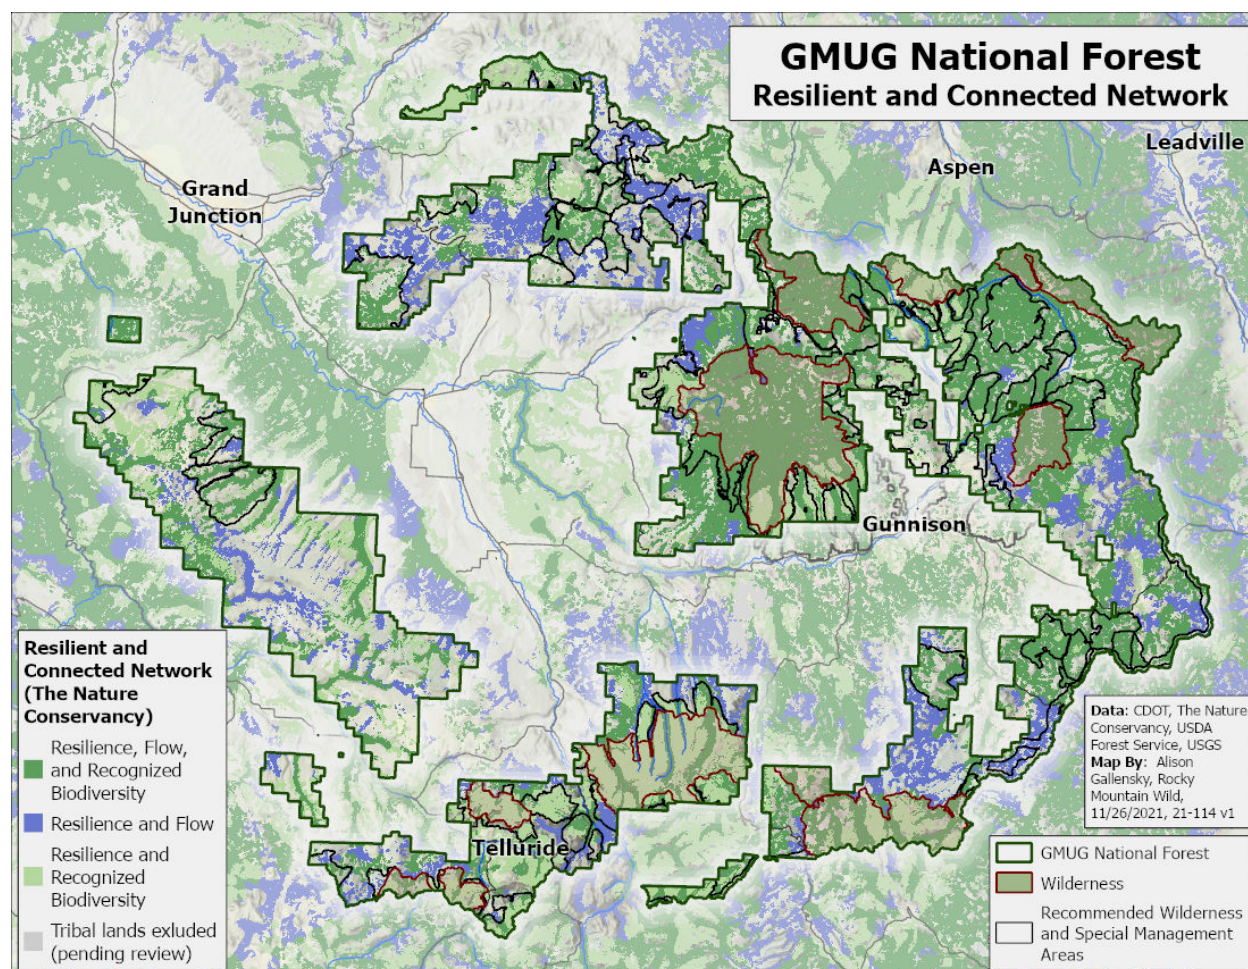 GMUG National Forest
Resilient and Connected Network
Leadville
Aspen
Grand
Junction
Gunnison
Telluride
Resilient and
Connected Network
(The Nature
Conservancy)
Resilience, Flow,
and Recognized
Biodiversity
Resilience and Flow
Resilience and
Recognized
Biodiversity
Tribal lands exluded
(pending review)
Data: CDOT, The Nature
Conservancy, USDA
Forest Service, USGS
Map By: Alison
Gallensky, Rocky
Mountain Wild,
11/26/2021, 21-114 v1
GMUG National Forest
Wilderness
Recommended Wilderness
and Special Management
Areas